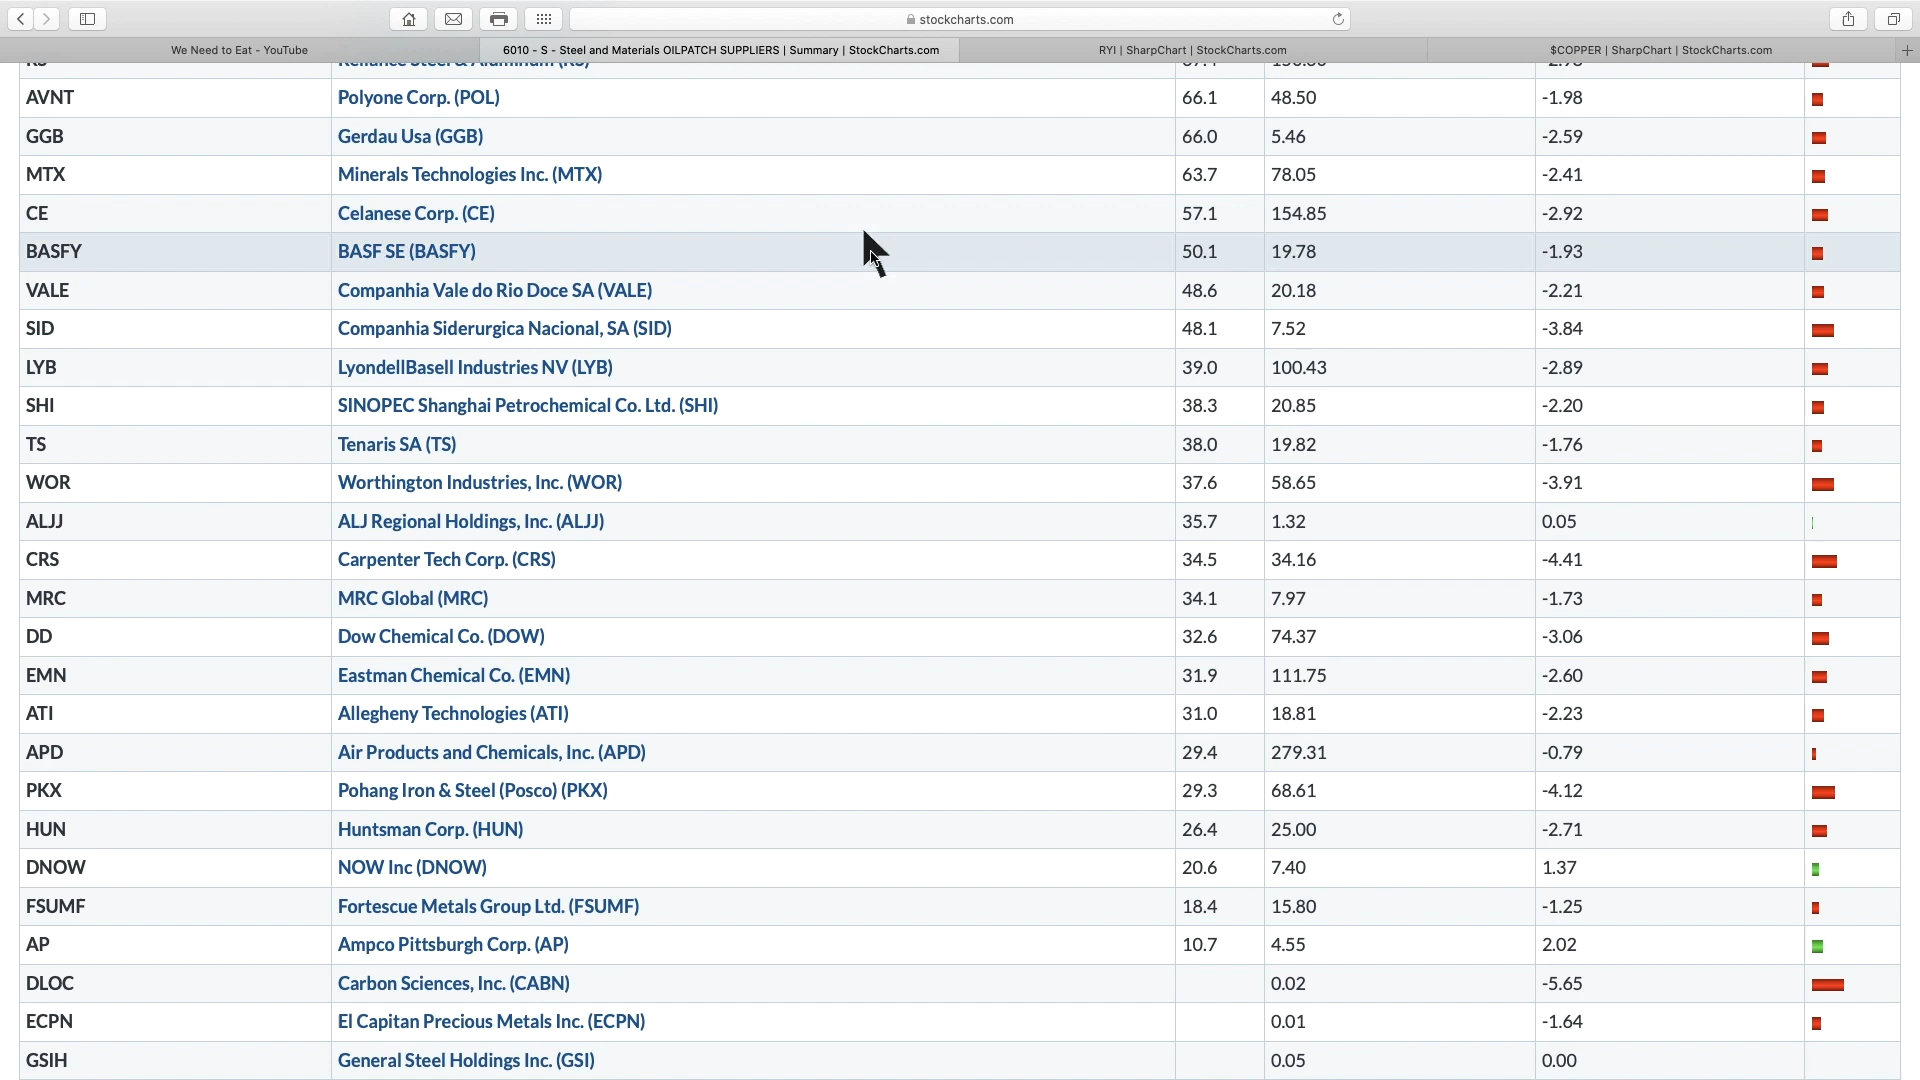 stockcharts.com
We Need to Eat - YouTube
6010 - S - Steel and Materials OILPATCH SUPPLIERS | Summary | StockCharts.com
RYI | SharpChart | StockCharts.com
$COPPER | SharpChart | StockCharts.com
RS Reliance Steel & Aluminum (RS)
AVNT Polyone Corp. (POL) 66.1 48.50 -1.98
GGB Gerdau Usa (GGB) 66.0 5.46 -2.59
MTX Minerals Technologies Inc. (MTX) 63.7 78.05 -2.41
CE Celanese Corp. (CE) 57.1 154.85 -2.92
BASFY BASF SE (BASFY) 50.1 19.78 -1.93
VALE Companhia Vale do Rio Doce SA (VALE) 48.6 20.18 -2.21
SID Companhia Siderurgica Nacional, SA (SID) 48.1 7.52 -3.84
LYB LyondellBasell Industries NV (LYB) 39.0 100.43 -2.89
SHI SINOPEC Shanghai Petrochemical Co. Ltd. (SHI) 38.3 20.85 -2.20
TS Tenaris SA (TS) 38.0 19.82 -1.76
WOR Worthington Industries, Inc. (WOR) 37.6 58.65 -3.91
ALJJ ALJ Regional Holdings, Inc. (ALJJ) 35.7 1.32 0.05
CRS Carpenter Tech Corp. (CRS) 34.5 34.16 -4.41
MRC MRC Global (MRC) 34.1 7.97 -1.73
DD Dow Chemical Co. (DOW) 32.6 74.37 -3.06
EMN Eastman Chemical Co. (EMN) 31.9 111.75 -2.60
ATI Allegheny Technologies (ATI) 31.0 18.81 -2.23
APD Air Products and Chemicals, Inc. (APD) 29.4 279.31 -0.79
PKX Pohang Iron & Steel (Posco) (PKX) 29.3 68.61 -4.12
HUN Huntsman Corp. (HUN) 26.4 25.00 -2.71
DNOW NOW Inc (DNOW) 20.6 7.40 1.37
FSUMF Fortescue Metals Group Ltd. (FSUMF) 18.4 15.80 -1.25
AP Ampco Pittsburgh Corp. (AP) 10.7 4.55 2.02
DLOC Carbon Sciences, Inc. (CABN) 0.02 -5.65
ECPN El Capitan Precious Metals Inc. (ECPN) 0.01 -1.64
GSIH General Steel Holdings Inc. (GSI) 0.05 0.00